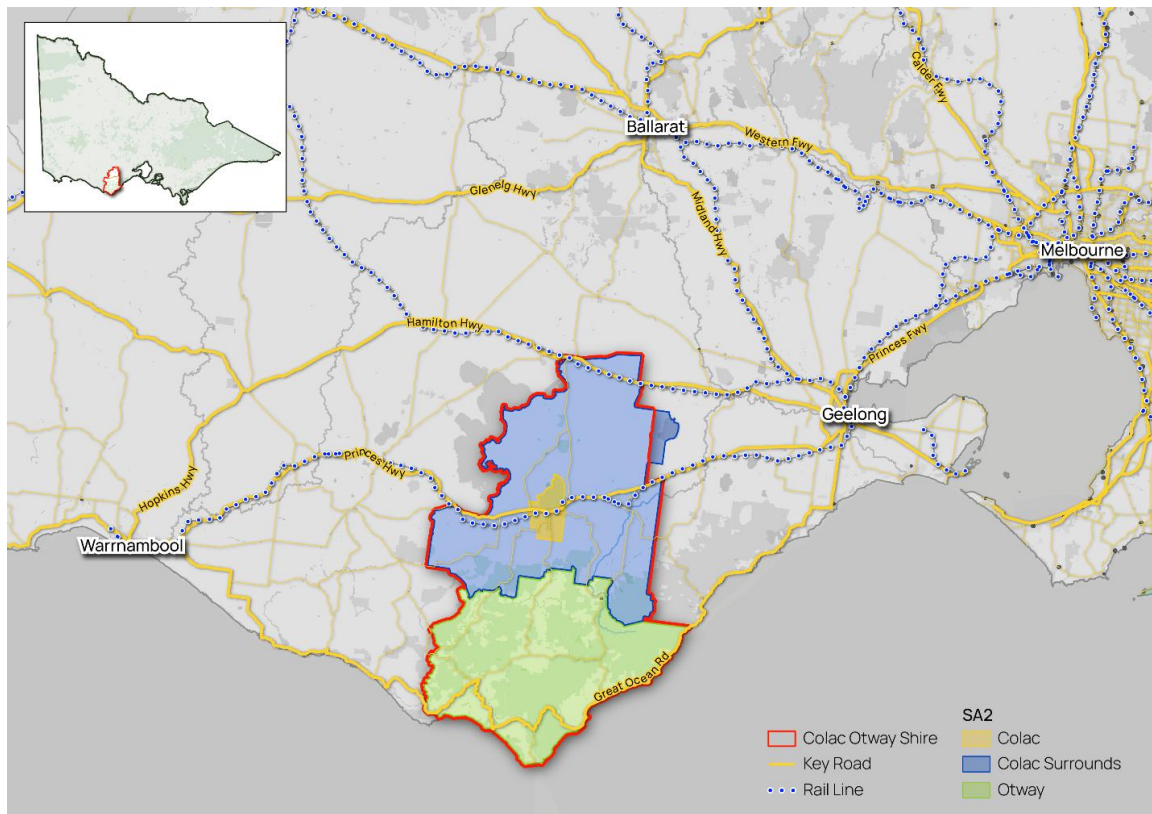 Calder Fwy
Ballarat
Western Fwy
Glenelg Hwy
Midland Hwy
Melbourne
Hamilton Hwy
Princes Fwy
Geelong
Princes Hwy
Hopkins Hwy
Warrnambool
Great Ocean Rd
SA2
Colac Otway Shire
Colac
Key Road
Colac Surrounds
Rail Line
Otway